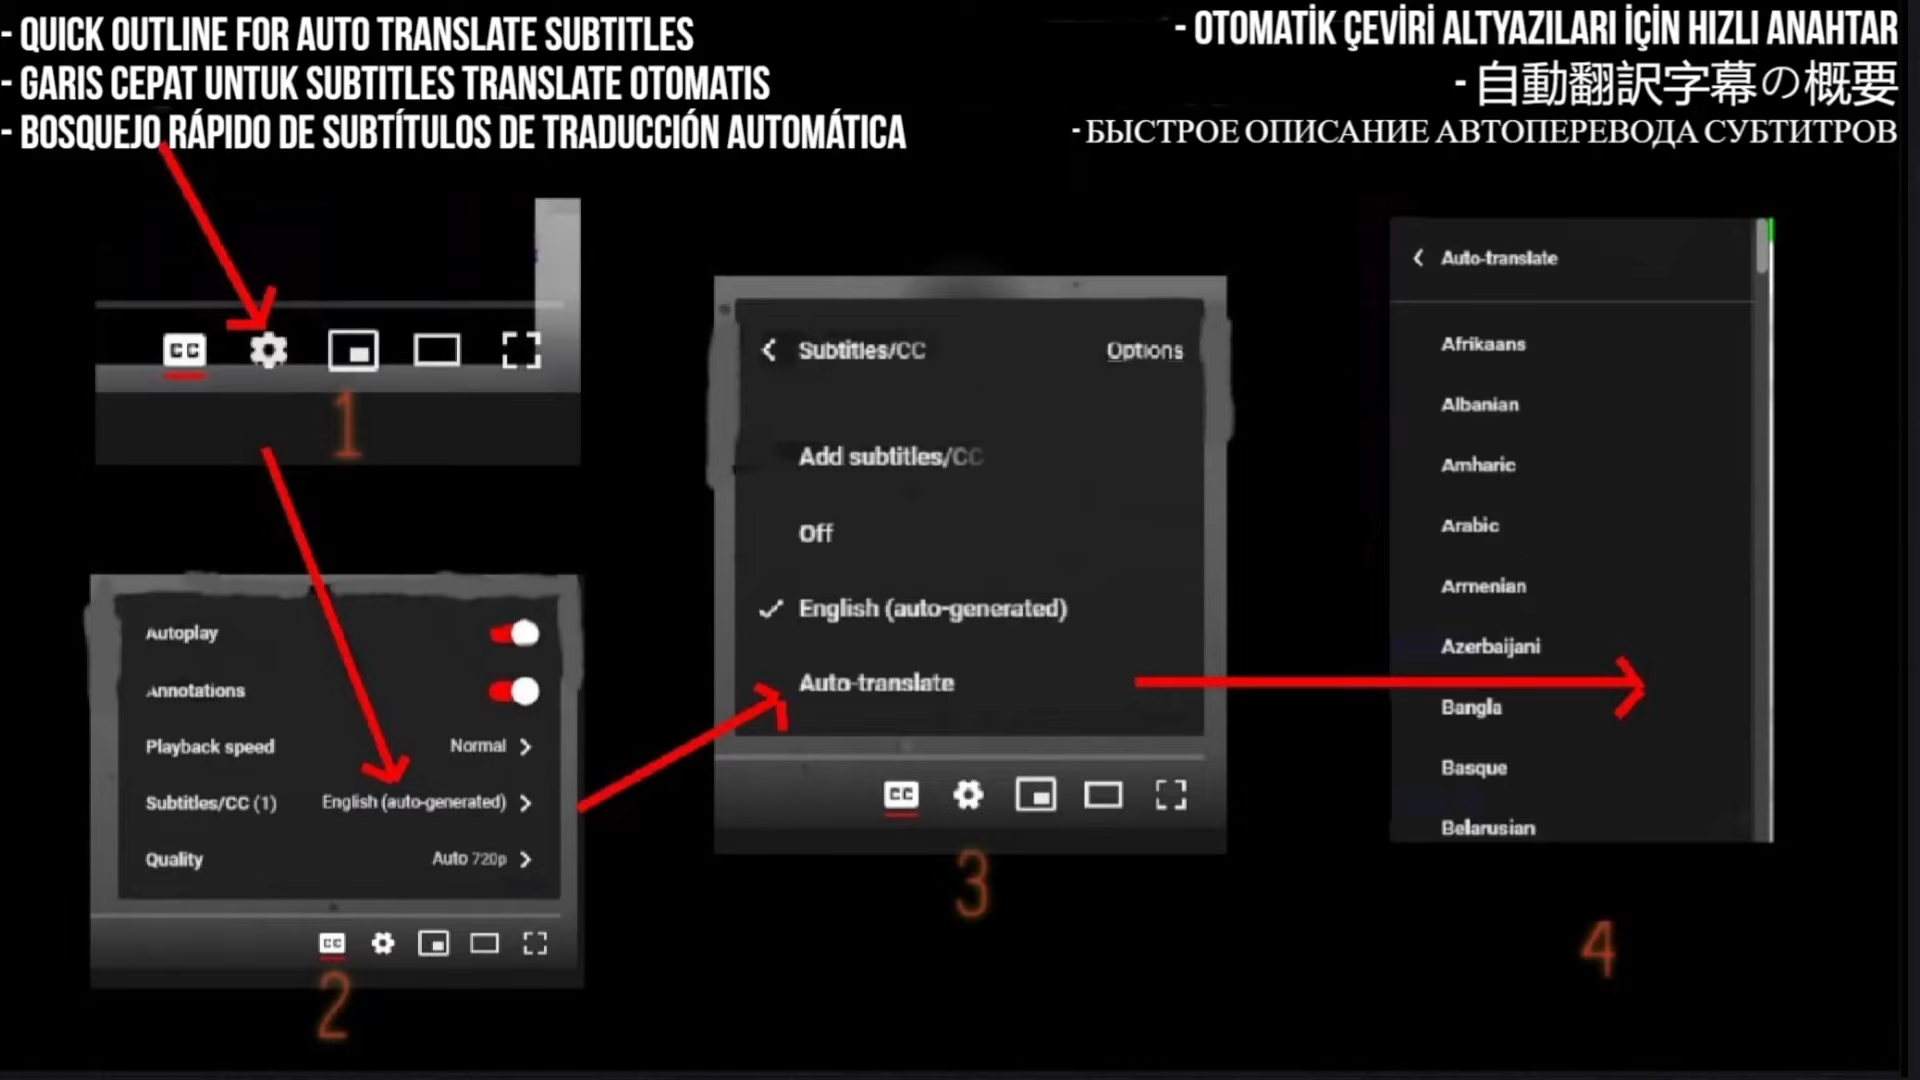 - QUICK OUTLINE FOR AUTO TRANSLATE SUBTITLES
- GARIS CEPAT UNTUK SUBTITLES TRANSLATE OTOMATIS
- BOSQUEJO RÁPIDO DE SUBTÍTULOS DE TRADUCCIÓN AUTOMÁTICA
- OTOMATİK ÇEVİRİ ALTYAZILARI İÇİN HIZLI ANAHTAR
- 自動翻訳字幕の概要
- БЫСТРОЕ ОПИСАНИЕ АВТОПЕРЕВОДА СУБТИТРОВ
CC
1
Autoplay
Annotations
Playback speed Normal
Subtitles/CC (1) English (auto-generated)
Quality Auto 720p
CC
2
Subtitles/CC Options
Add subtitles/CC
Off
English (auto-generated)
Auto-translate
CC
3
Auto-translate
Afrikaans
Albanian
Amharic
Arabic
Armenian
Azerbaijani
Bangla
Basque
Belarusian
4